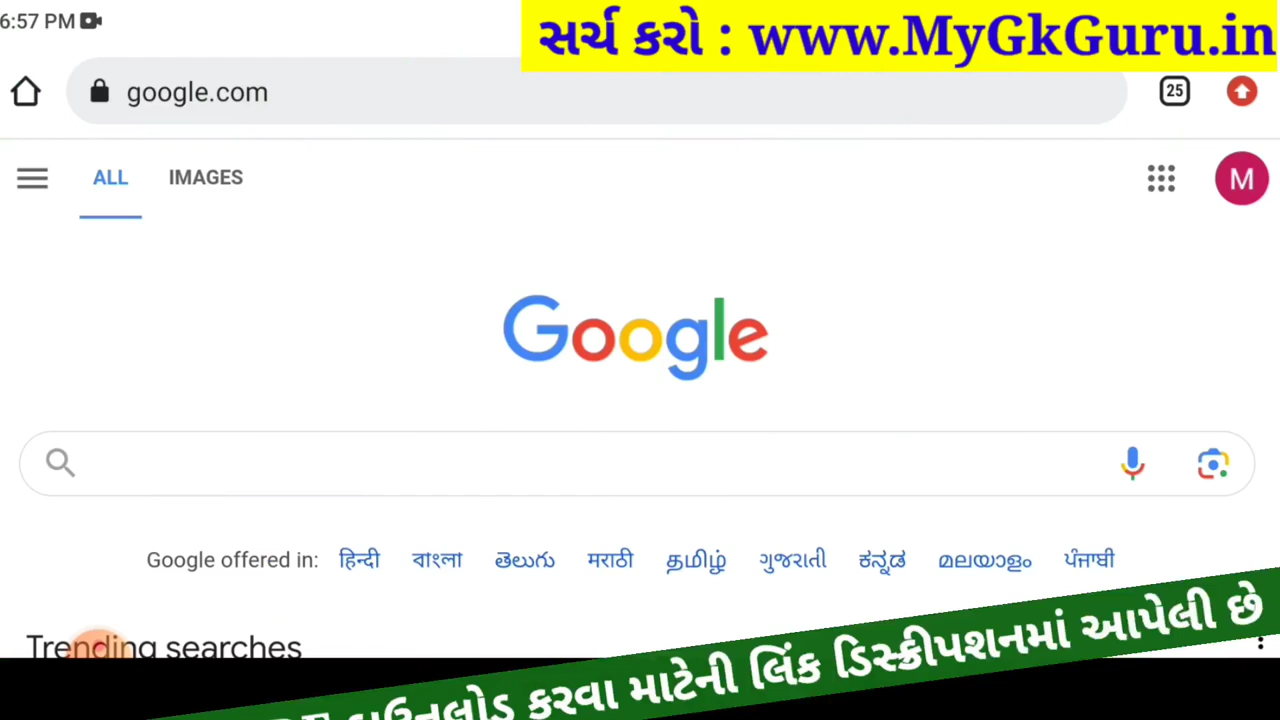 6:57 PM
સર્ચ કરો : www.MyGkGuru.in
google.com
25
ALL IMAGES
M
Google
Google offered in: हिन्दी বাংলা తెలుగు मराठी தமிழ் ગુજરાતી ಕನ್ನಡ മലയാളം ਪੰਜਾਬੀ
Trending searches
કરવા માટેની લિંક ડિસ્ક્રીપશનમાં આપેલી છે